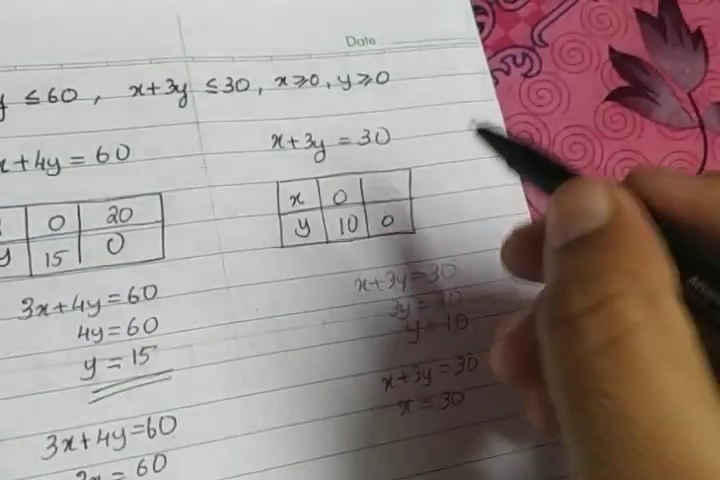 Date :
y ≤ 60 , x+3y ≤ 30 , x ≥ 0 , y ≥ 0
x + 4y = 60
x + 3y = 30
0 20
y 15 0
x 0
y 10 0
3x + 4y = 60
4y = 60
y = 15
3x + 4y = 60
3x = 60
x + 3y = 30
3y = 30
y = 10
x + 3y = 30
x = 30